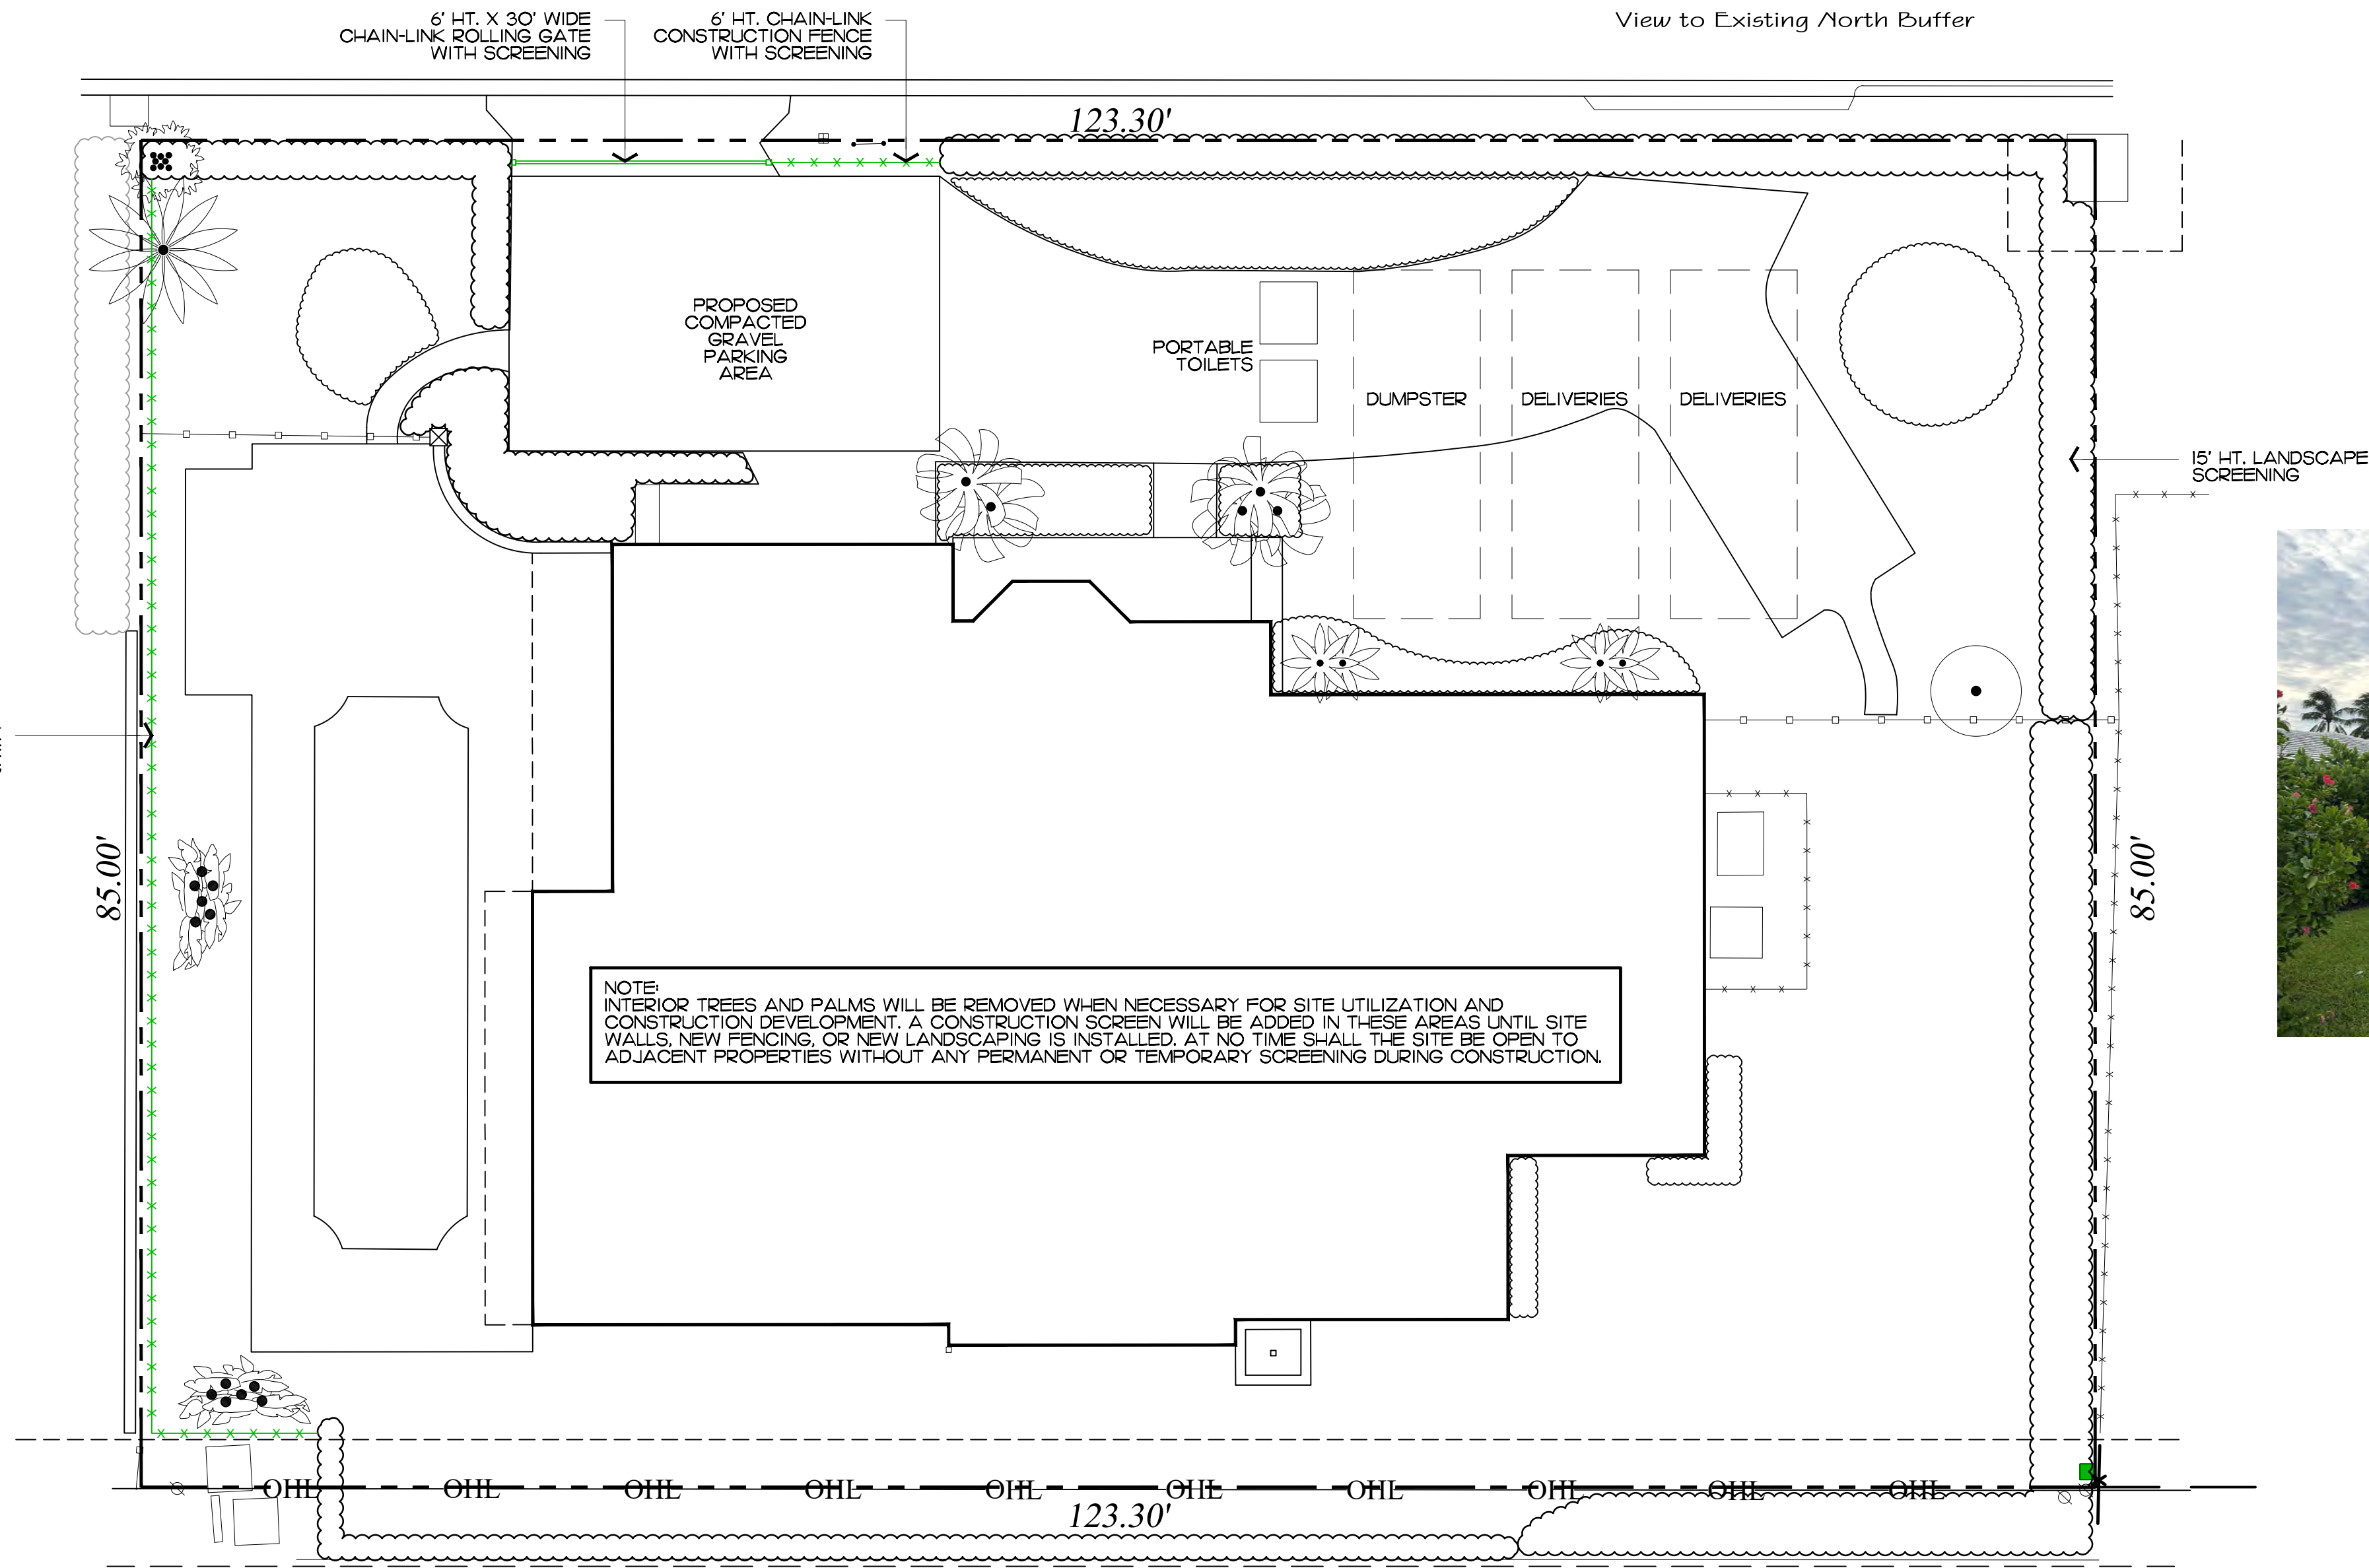 View to Existing North Buffer
6' HT. X 30' WIDE
CHAIN-LINK ROLLING GATE
WITH SCREENING
6' HT. CHAIN-LINK
CONSTRUCTION FENCE
WITH SCREENING
123.30'
PROPOSED
COMPACTED
GRAVEL
PARKING
AREA
PORTABLE
TOILETS
DUMPSTER
DELIVERIES
DELIVERIES
15' HT. LANDSCAPE
SCREENING
85.00'
85.00'
NOTE:
INTERIOR TREES AND PALMS WILL BE REMOVED WHEN NECESSARY FOR SITE UTILIZATION AND
CONSTRUCTION DEVELOPMENT. A CONSTRUCTION SCREEN WILL BE ADDED IN THESE AREAS UNTIL SITE
WALLS, NEW FENCING, OR NEW LANDSCAPING IS INSTALLED. AT NO TIME SHALL THE SITE BE OPEN TO
ADJACENT PROPERTIES WITHOUT ANY PERMANENT OR TEMPORARY SCREENING DURING CONSTRUCTION.
OHL OHL OHL OHL OHL OHL OHL OHL OHL OHL
123.30'